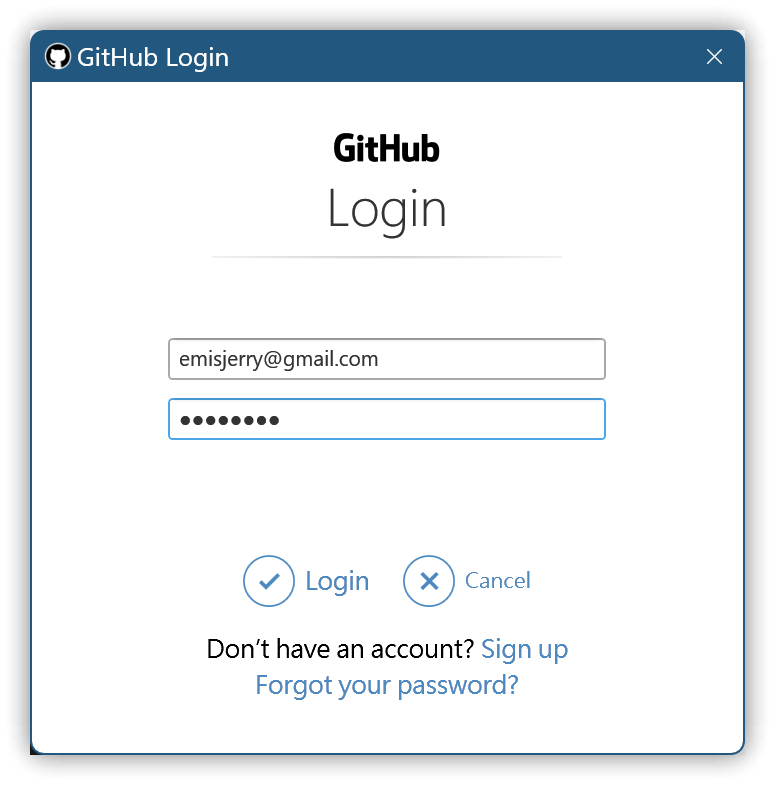 GitHub Login
GitHub
Login
emisjerry@gmail.com
●●●●●●●●
Login Cancel
Don't have an account? Sign up
Forgot your password?